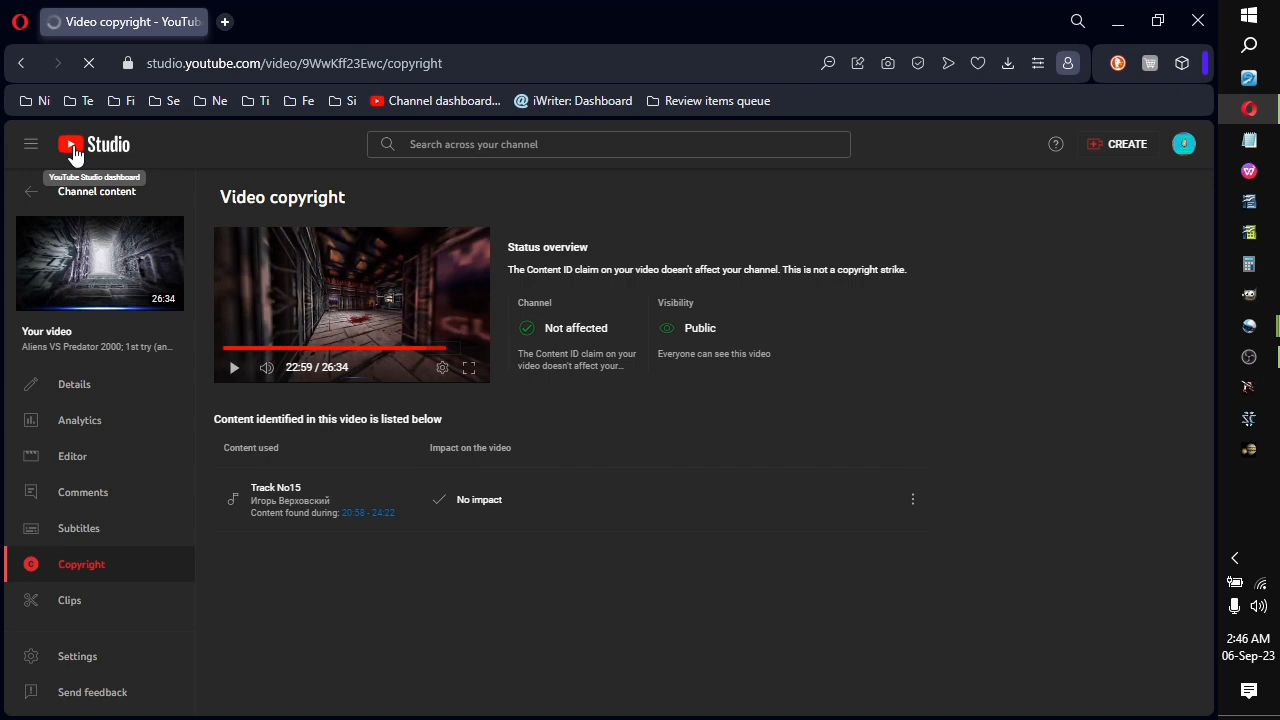 Video copyright - YouTub
studio.youtube.com/video/9WwKff23Ewc/copyright
Ni Te Fi Se Ne Ti Fe Si Channel dashboard... iWriter: Dashboard Review items queue
Studio
Search across your channel
CREATE
YouTube Studio dashboard
Channel content
26:34
Your video
Aliens VS Predator 2000; 1st try (an...
Details
Analytics
Editor
Comments
Subtitles
Copyright
Clips
Settings
Send feedback
Video copyright
22:59 / 26:34
Status overview
The Content ID claim on your video doesn't affect your channel. This is not a copyright strike.
Channel
Not affected
The Content ID claim on your
video doesn't affect your...
Visibility
Public
Everyone can see this video
Content identified in this video is listed below
Content used Impact on the video
Track No15
Игорь Верховский
Content found during: 20:58 - 24:22
No impact
2:46 AM
06-Sep-23